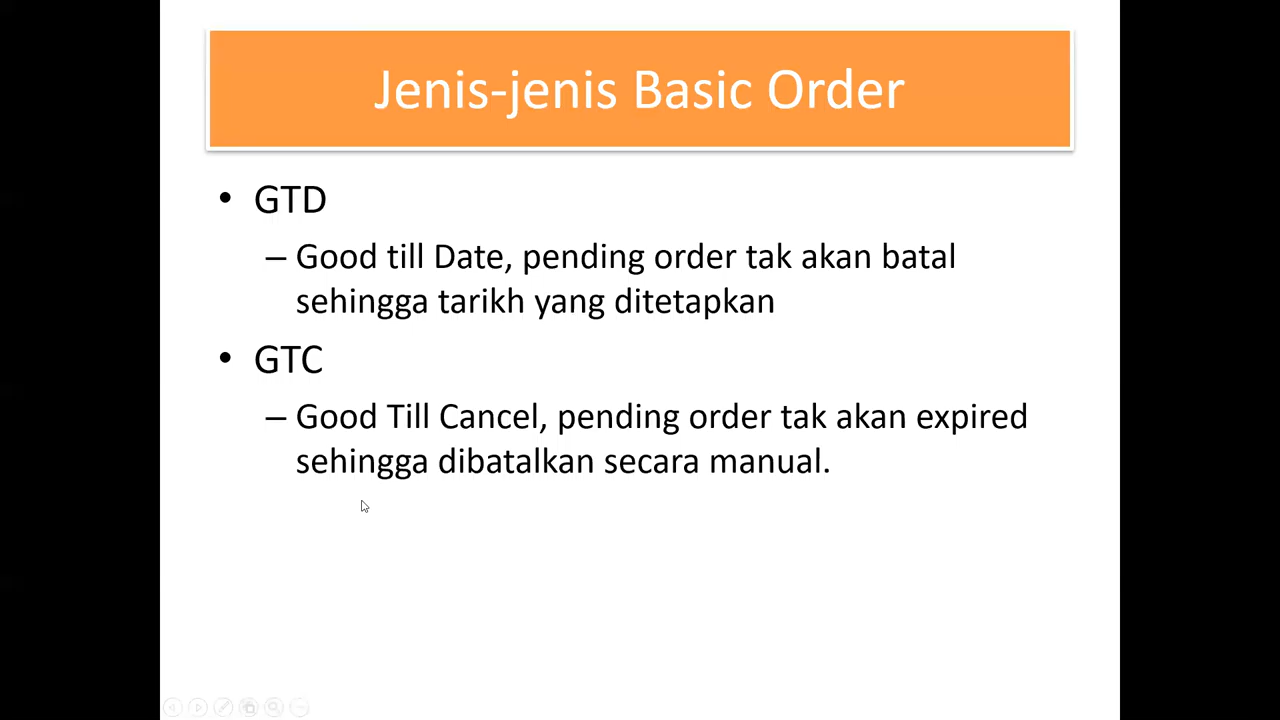 Jenis-jenis Basic Order
• GTD
– Good till Date, pending order tak akan batal
sehingga tarikh yang ditetapkan
• GTC
– Good Till Cancel, pending order tak akan expired
sehingga dibatalkan secara manual.